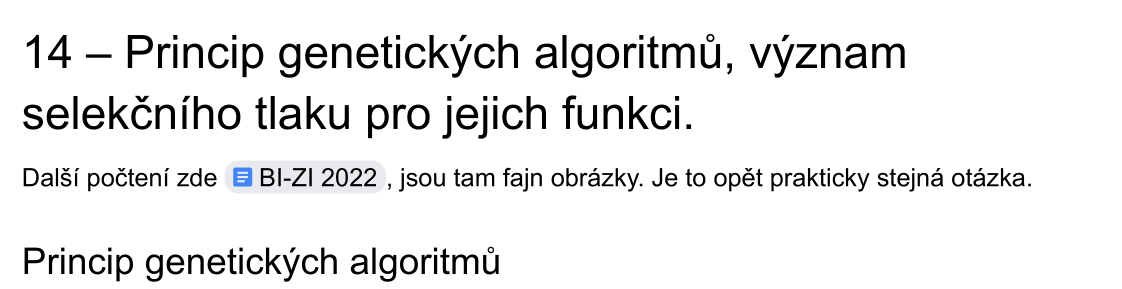 14 – Princip genetických algoritmů, význam
selekčního tlaku pro jejich funkci.
Další počtení zde BI-ZI 2022 , jsou tam fajn obrázky. Je to opět prakticky stejná otázka.
Princip genetických algoritmů